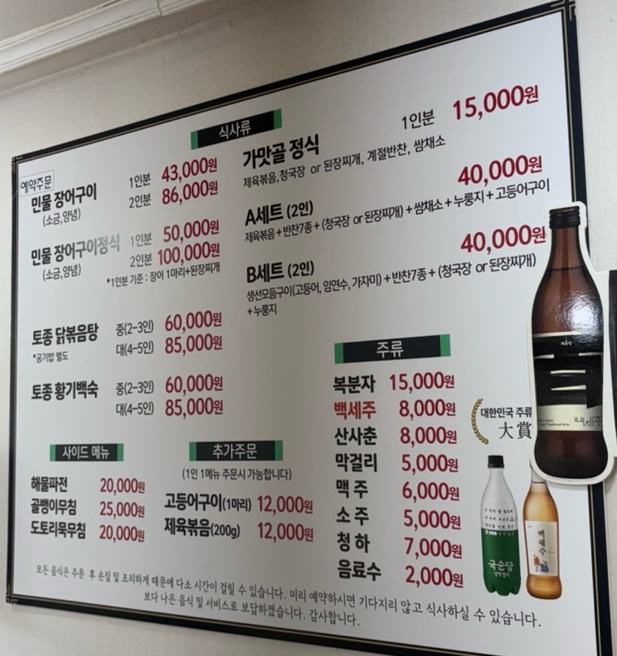 식사류
예약주문
민물 장어구이 1인분 43,000원
(소금,양념) 2인분 86,000원
민물 장어구이정식 1인분 50,000원
(소금,양념) 2인분 100,000원
*1인분 기준 : 장어 1마리+된장찌개
토종 닭볶음탕 중(2-3인) 60,000원
*공기밥 별도 대(4-5인) 85,000원
토종 황기백숙 중(2-3인) 60,000원
대(4-5인) 85,000원
가맛골 정식 1인분 15,000원
제육볶음,청국장 or 된장찌개, 계절반찬, 쌈채소
A세트 (2인) 40,000원
제육볶음 + 반찬7종 + (청국장 or 된장찌개) + 쌈채소 + 누룽지 + 고등어구이
B세트 (2인) 40,000원
생선모듬구이(고등어, 임연수, 가자미) + 반찬7종 + (청국장 or 된장찌개)
+ 누룽지
사이드 메뉴
해물파전 20,000원
골뱅이무침 25,000원
도토리묵무침 20,000원
추가주문
(1인 1메뉴 주문시 가능합니다)
고등어구이(1마리) 12,000원
제육볶음(200g) 12,000원
주류
복분자 15,000원
백세주 8,000원
산사춘 8,000원
막걸리 5,000원
맥 주 6,000원
소 주 5,000원
청 하 7,000원
음료수 2,000원
대한민국 주류
大賞
국순당
백세주
모든 음식은 주문 후 손질 및 조리하게 때문에 다소 시간이 걸릴 수 있습니다. 미리 예약하시면 기다지리 않고 식사하실 수 있습니다.
보다 나은 음식 및 서비스로 보답하겠습니다. 감사합니다.